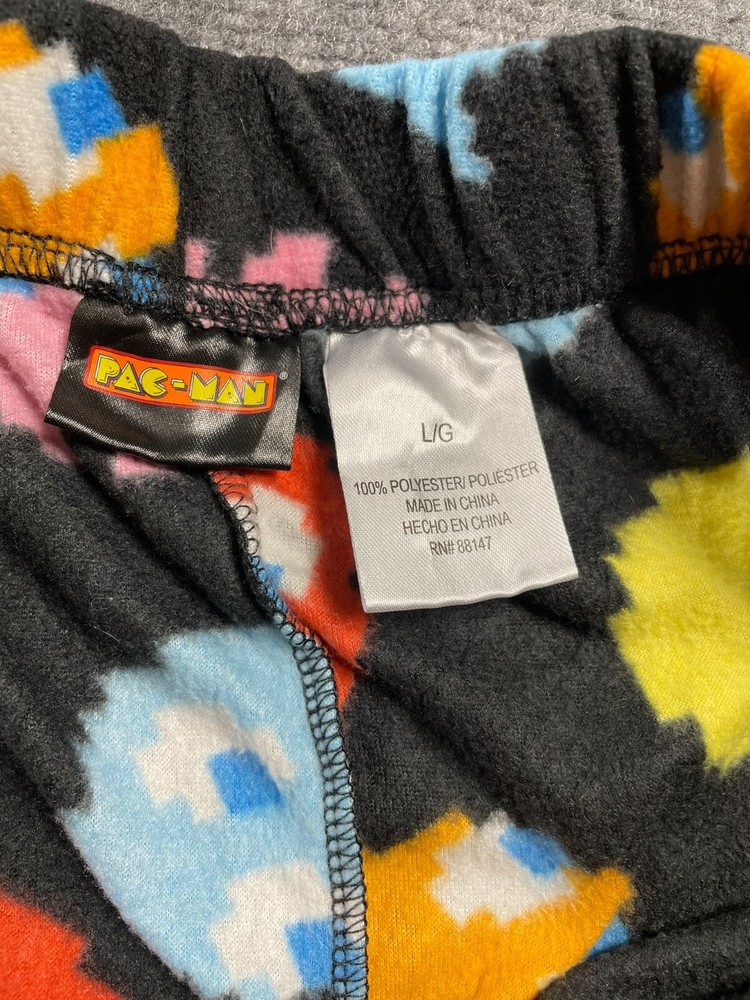 PAC-MAN®
L/G
100% POLYESTER/ POLIÉSTER
MADE IN CHINA
HECHO EN CHINA
RN# 88147